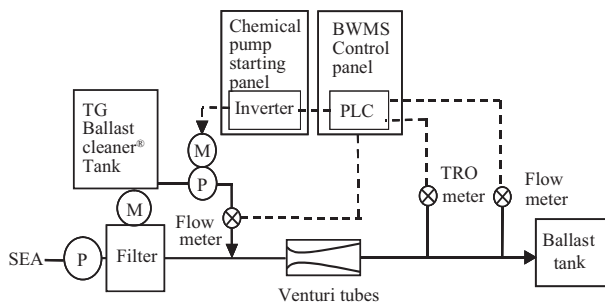 Chemical
pump
starting
panel
Inverter
BWMS
Control
panel
PLC
TG
Ballast
cleaner®
Tank
M
P
M
Flow
meter
TRO
meter
Flow
meter
SEA
P
Filter
Venturi tubes
Ballast
tank